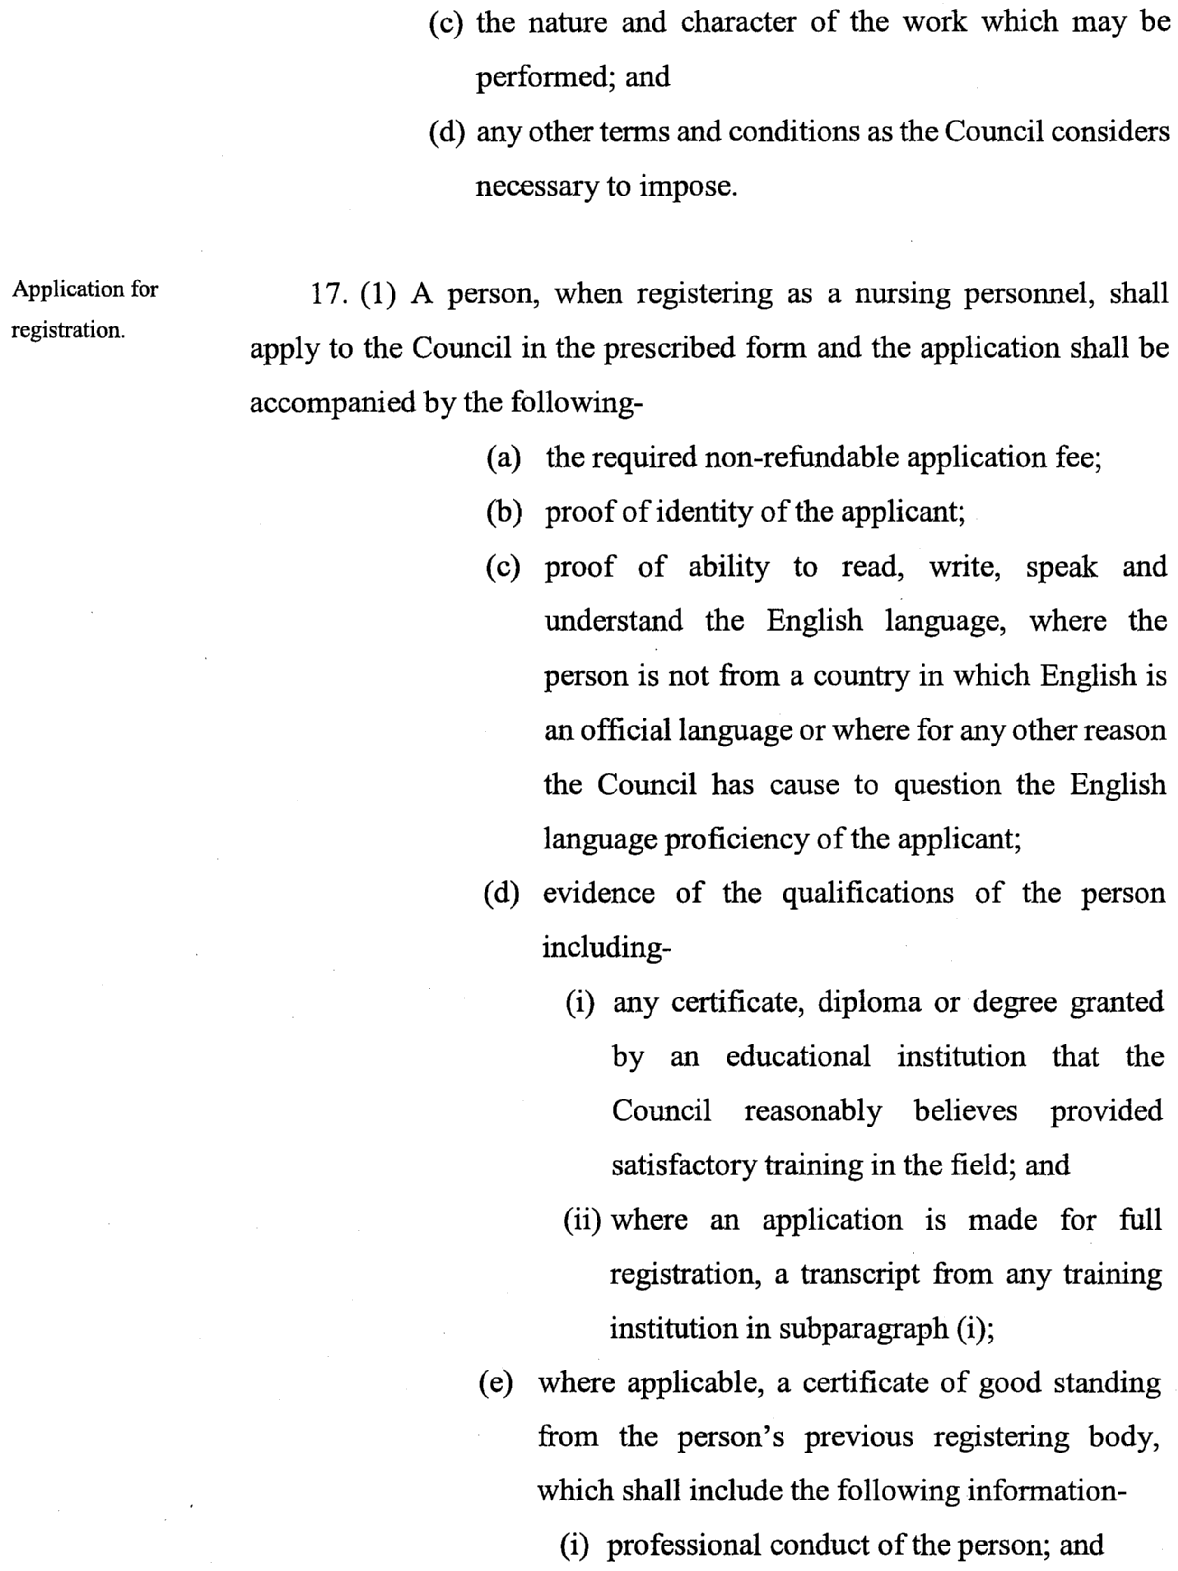 (c) the nature and character of the work which may be
performed; and
(d) any other terms and conditions as the Council considers
necessary to impose.
Application for
registration.
17. (1) A person, when registering as a nursing personnel, shall
apply to the Council in the prescribed form and the application shall be
accompanied by the following-
(a) the required non-refundable application fee;
(b) proof of identity of the applicant;
(c) proof of ability to read, write, speak and
understand the English language, where the
person is not from a country in which English is
an official language or where for any other reason
the Council has cause to question the English
language proficiency of the applicant;
(d) evidence of the qualifications of the person
including-
(i) any certificate, diploma or degree granted
by an educational institution that the
Council reasonably believes provided
satisfactory training in the field; and
(ii) where an application is made for full
registration, a transcript from any training
institution in subparagraph (i);
(e) where applicable, a certificate of good standing
from the person's previous registering body,
which shall include the following information-
(i) professional conduct of the person; and